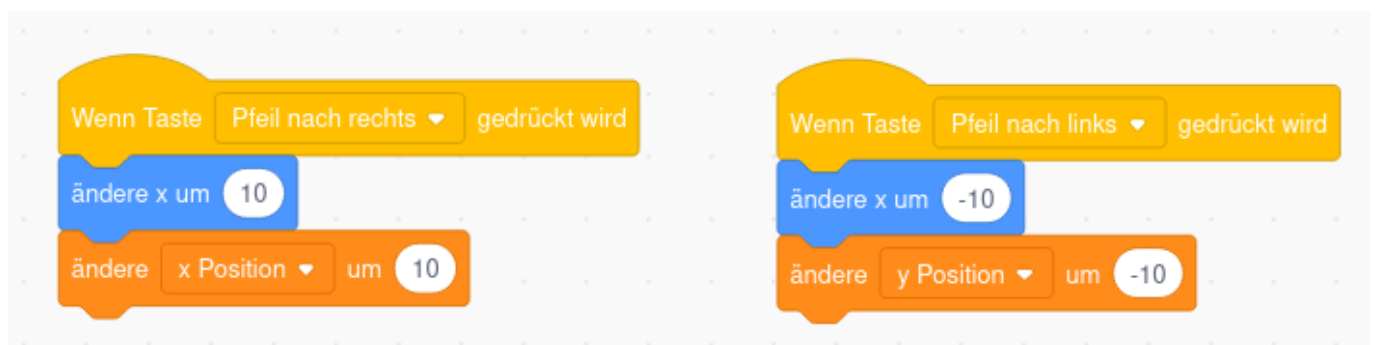 Wenn Taste Pfeil nach rechts gedrückt wird
ändere x um 10
ändere x Position um 10
Wenn Taste Pfeil nach links gedrückt wird
ändere x um -10
ändere y Position um -10